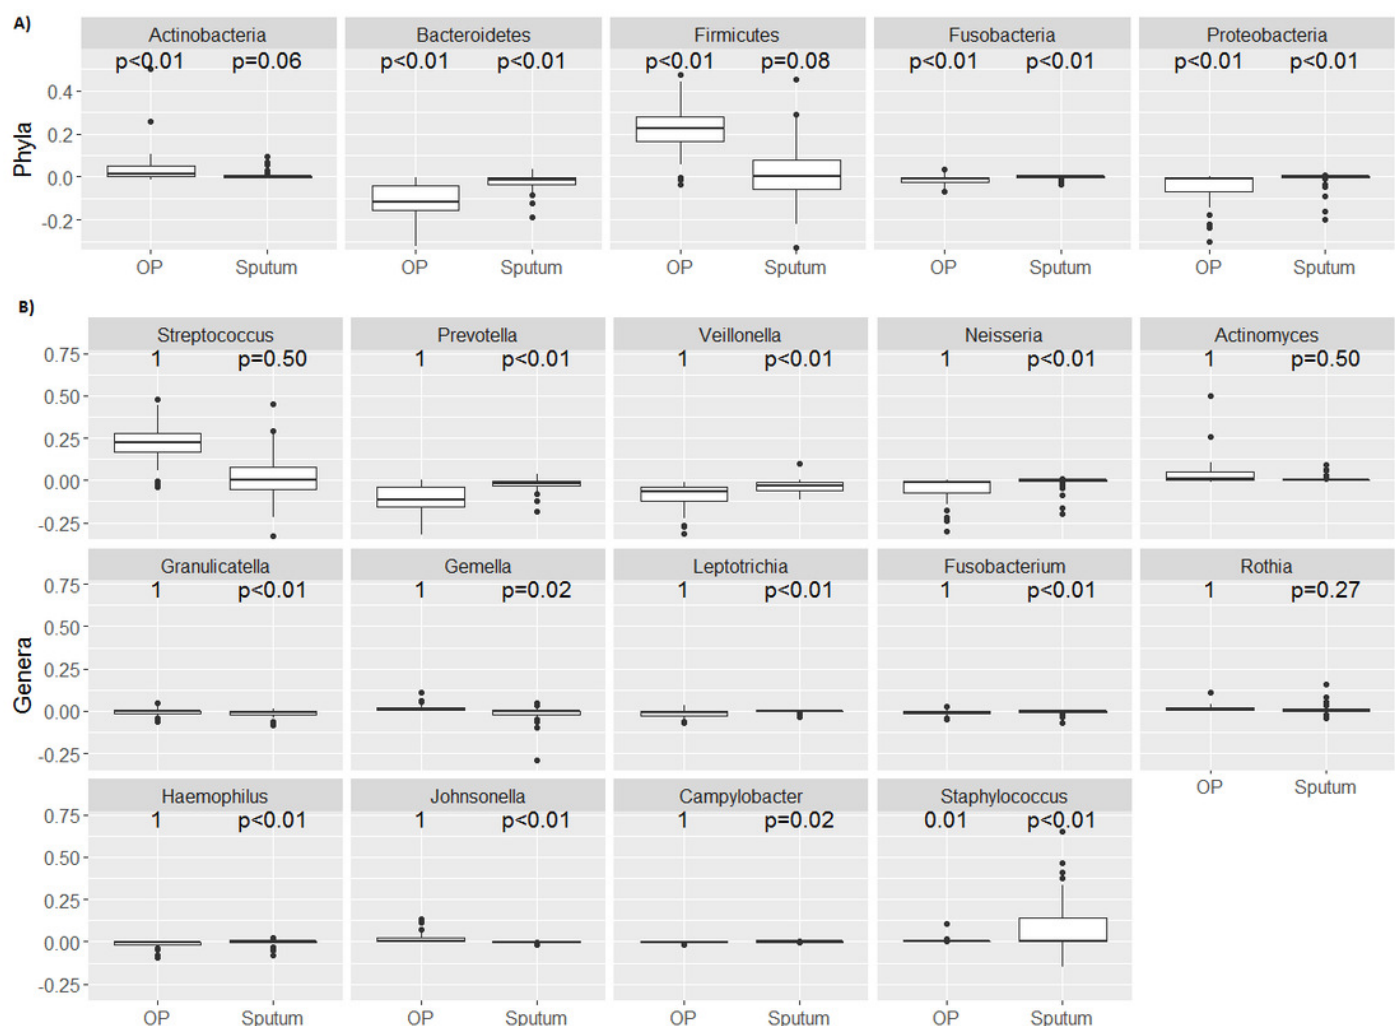 A)
Actinobacteria Bacteroidetes Firmicutes Fusobacteria Proteobacteria
p<0.01 p=0.06 p<0.01 p<0.01 p<0.01 p=0.08 p<0.01 p<0.01 p<0.01 p<0.01
0.4
0.2
0.0
-0.2
Phyla
OP Sputum OP Sputum OP Sputum OP Sputum OP Sputum
B)
Streptococcus Prevotella Veillonella Neisseria Actinomyces
0.75
1 p=0.50 1 p<0.01 1 p<0.01 1 p<0.01 1 p=0.50
0.50
0.25
0.00
-0.25
Granulicatella Gemella Leptotrichia Fusobacterium Rothia
0.75
1 p<0.01 1 p=0.02 1 p<0.01 1 p<0.01 1 p=0.27
0.50
0.25
0.00
-0.25
Genera
OP Sputum
Haemophilus Johnsonella Campylobacter Staphylococcus
0.75
1 p<0.01 1 p<0.01 1 p=0.02 0.01 p<0.01
0.50
0.25
0.00
-0.25
OP Sputum OP Sputum OP Sputum OP Sputum